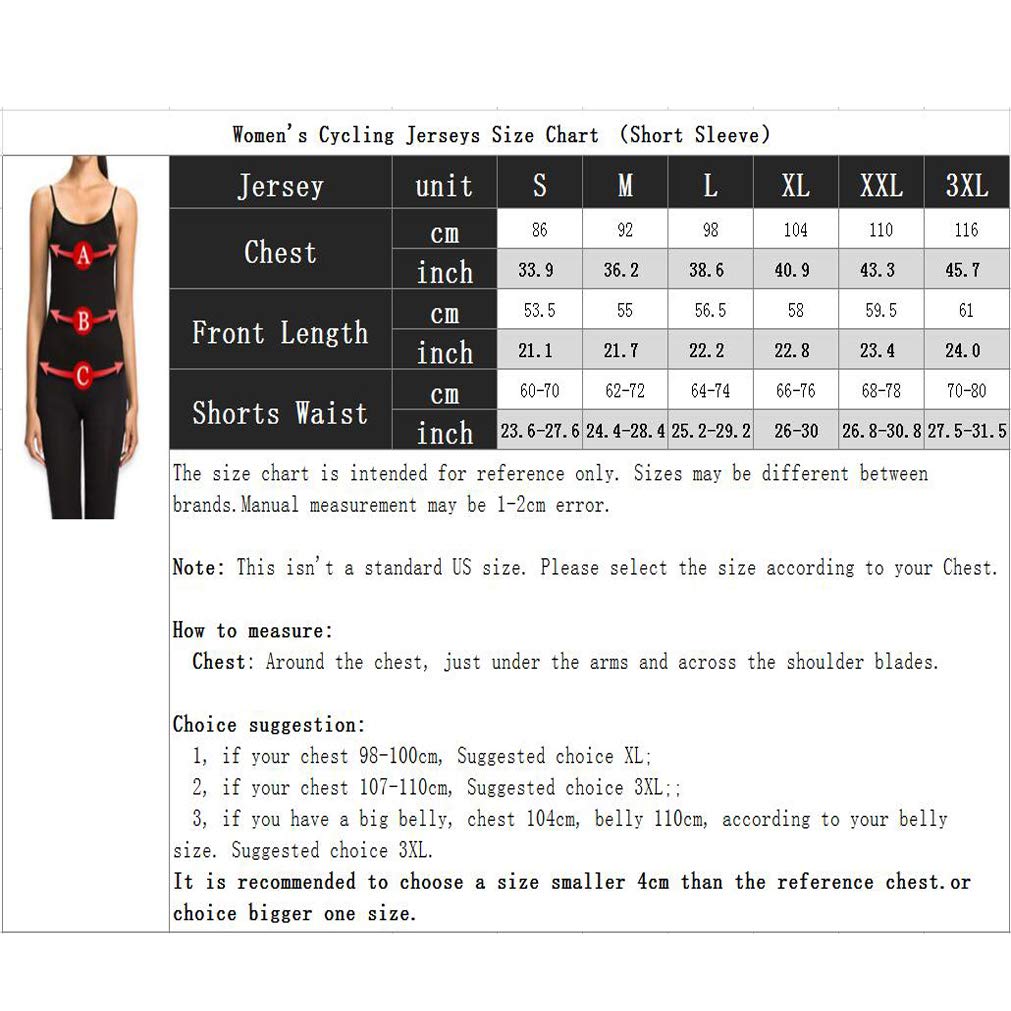 Women's Cycling Jerseys Size Chart (Short Sleeve)
Jersey unit S M L XL XXL 3XL
Chest cm 86 92 98 104 110 116
inch 33.9 36.2 38.6 40.9 43.3 45.7
Front Length cm 53.5 55 56.5 58 59.5 61
inch 21.1 21.7 22.2 22.8 23.4 24.0
Shorts Waist cm 60-70 62-72 64-74 66-76 68-78 70-80
inch 23.6-27.6 24.4-28.4 25.2-29.2 26-30 26.8-30.8 27.5-31.5
A
B
C
The size chart is intended for reference only. Sizes may be different between
brands.Manual measurement may be 1-2cm error.
Note: This isn't a standard US size. Please select the size according to your Chest.
How to measure:
Chest: Around the chest, just under the arms and across the shoulder blades.
Choice suggestion:
1, if your chest 98-100cm, Suggested choice XL;
2, if your chest 107-110cm, Suggested choice 3XL;;
3, if you have a big belly, chest 104cm, belly 110cm, according to your belly
size. Suggested choice 3XL.
It is recommended to choose a size smaller 4cm than the reference chest.or
choice bigger one size.